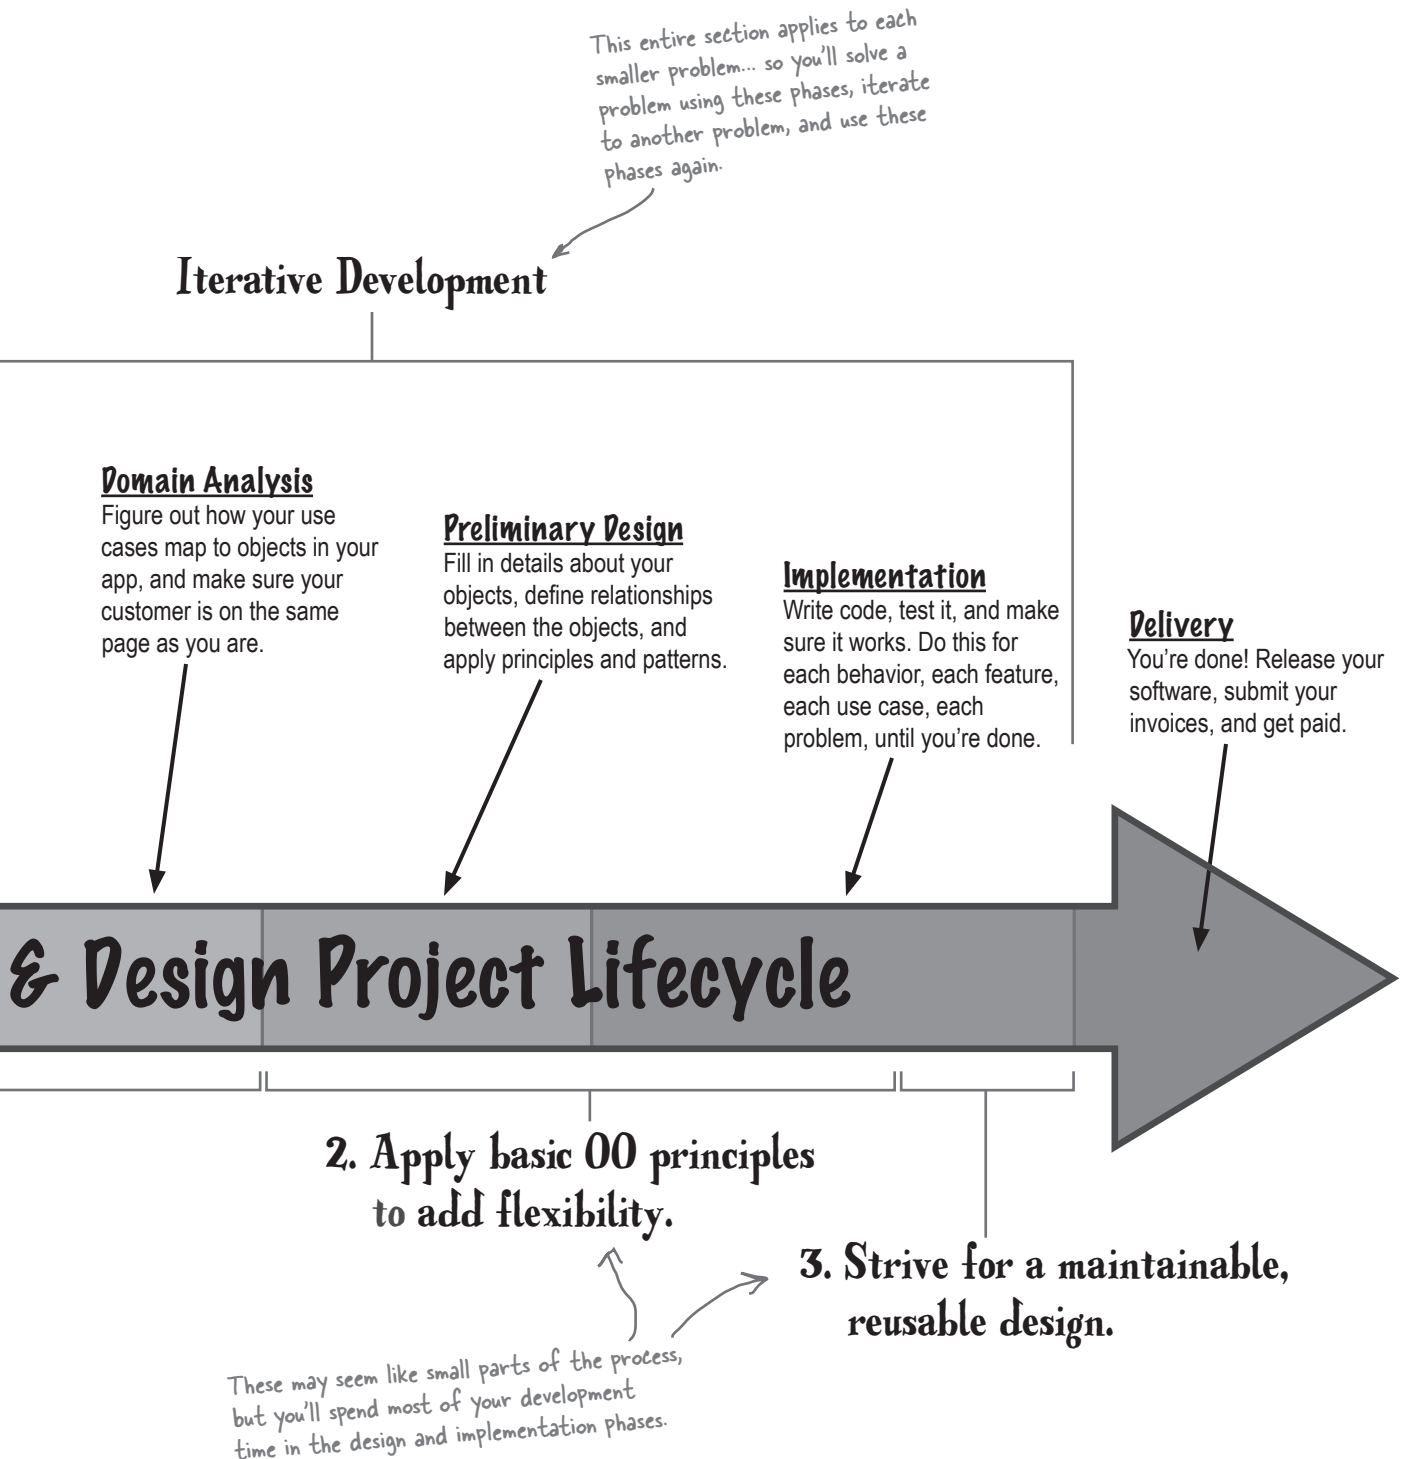 This entire section applies to each
smaller problem... so you'll solve a
problem using these phases, iterate
to another problem, and use these
phases again.
Iterative Development
Domain Analysis
Figure out how your use
cases map to objects in your
app, and make sure your
customer is on the same
page as you are.
Preliminary Design
Fill in details about your
objects, define relationships
between the objects, and
apply principles and patterns.
Implementation
Write code, test it, and make
sure it works. Do this for
each behavior, each feature,
each use case, each
problem, until you're done.
Delivery
You're done! Release your
software, submit your
invoices, and get paid.
& Design Project Lifecycle
2. Apply basic OO principles
to add flexibility.
3. Strive for a maintainable,
reusable design.
These may seem like small parts of the process,
but you'll spend most of your development
time in the design and implementation phases.